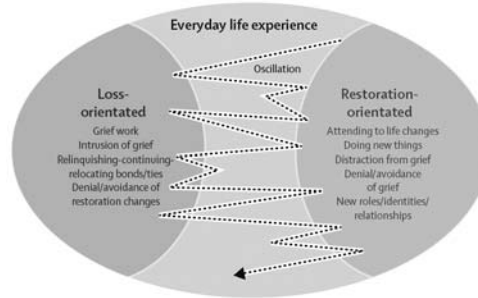 Everyday life experience
Oscillation
Loss-
orientated
Grief work
Intrusion of grief
Relinquishing-continuing-
relocating bonds/ties
Denial/avoidance of
restoration changes
Restoration-
orientated
Attending to life changes
Doing new things
Distraction from grief
Denial/avoidance
of grief
New roles/identities/
relationships